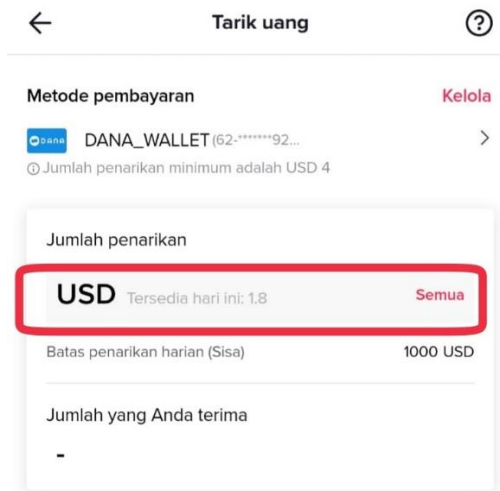 Tarik uang
Metode pembayaran
Kelola
DANA
DANA_WALLET (62-*******92...
Jumlah penarikan minimum adalah USD 4
Jumlah penarikan
USD Tersedia hari ini: 1.8
Semua
Batas penarikan harian (Sisa)
1000 USD
Jumlah yang Anda terima
-